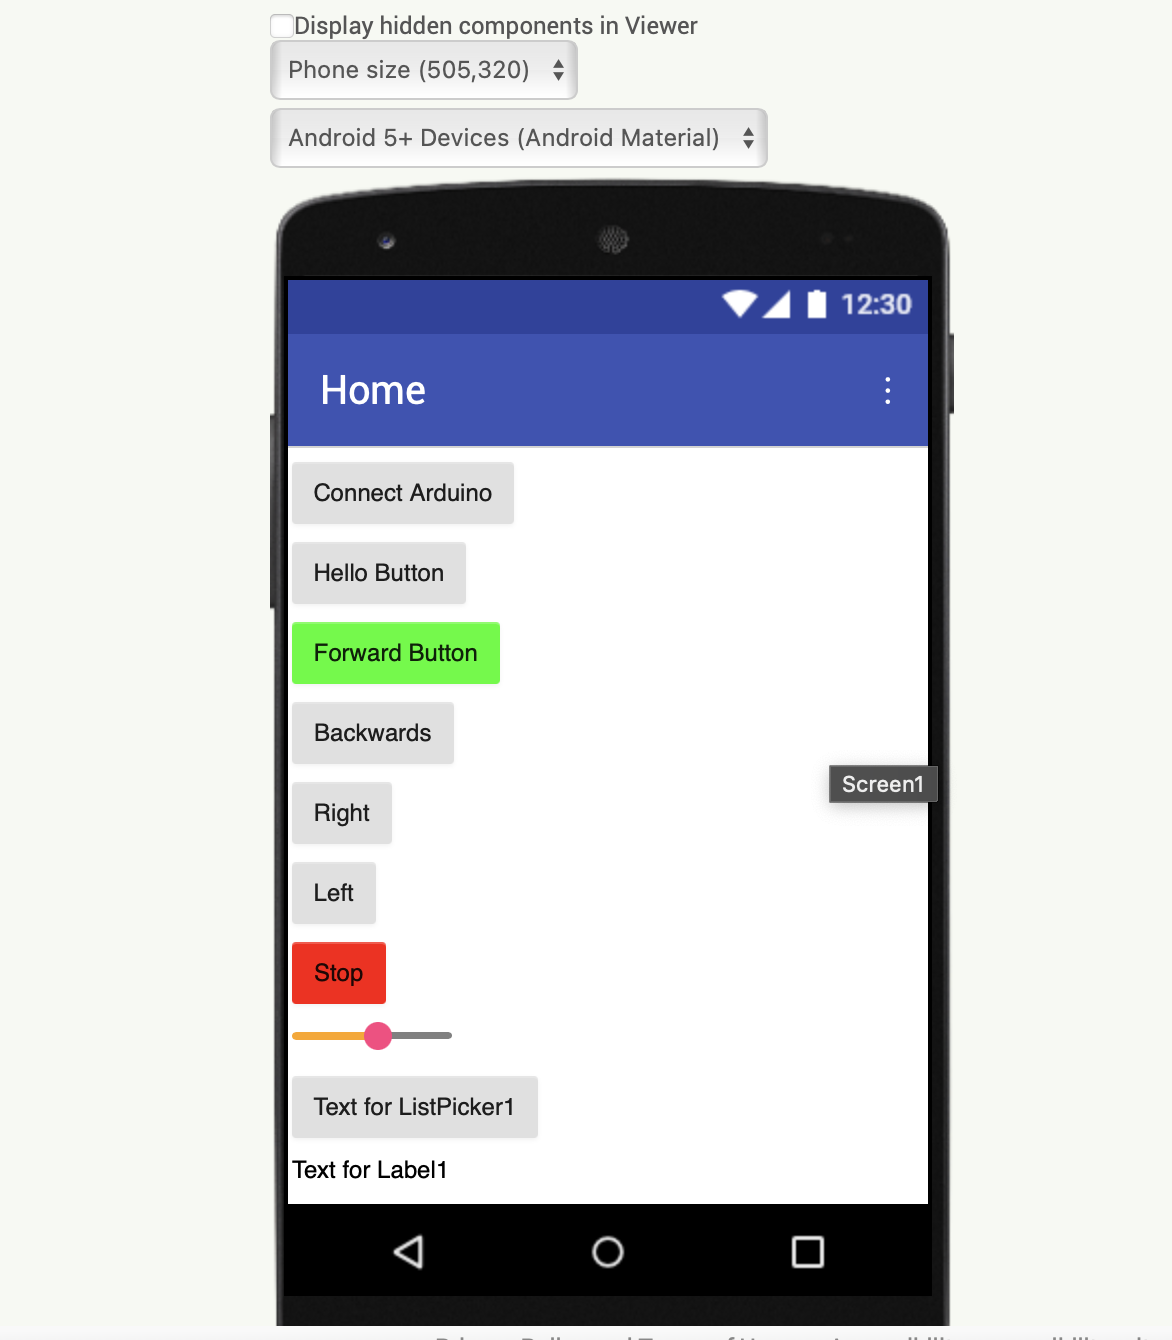 Display hidden components in Viewer
Phone size (505,320)
Android 5+ Devices (Android Material)
12:30
Home
Connect Arduino
Hello Button
Forward Button
Backwards
Screen1
Right
Left
Stop
Text for ListPicker1
Text for Label1